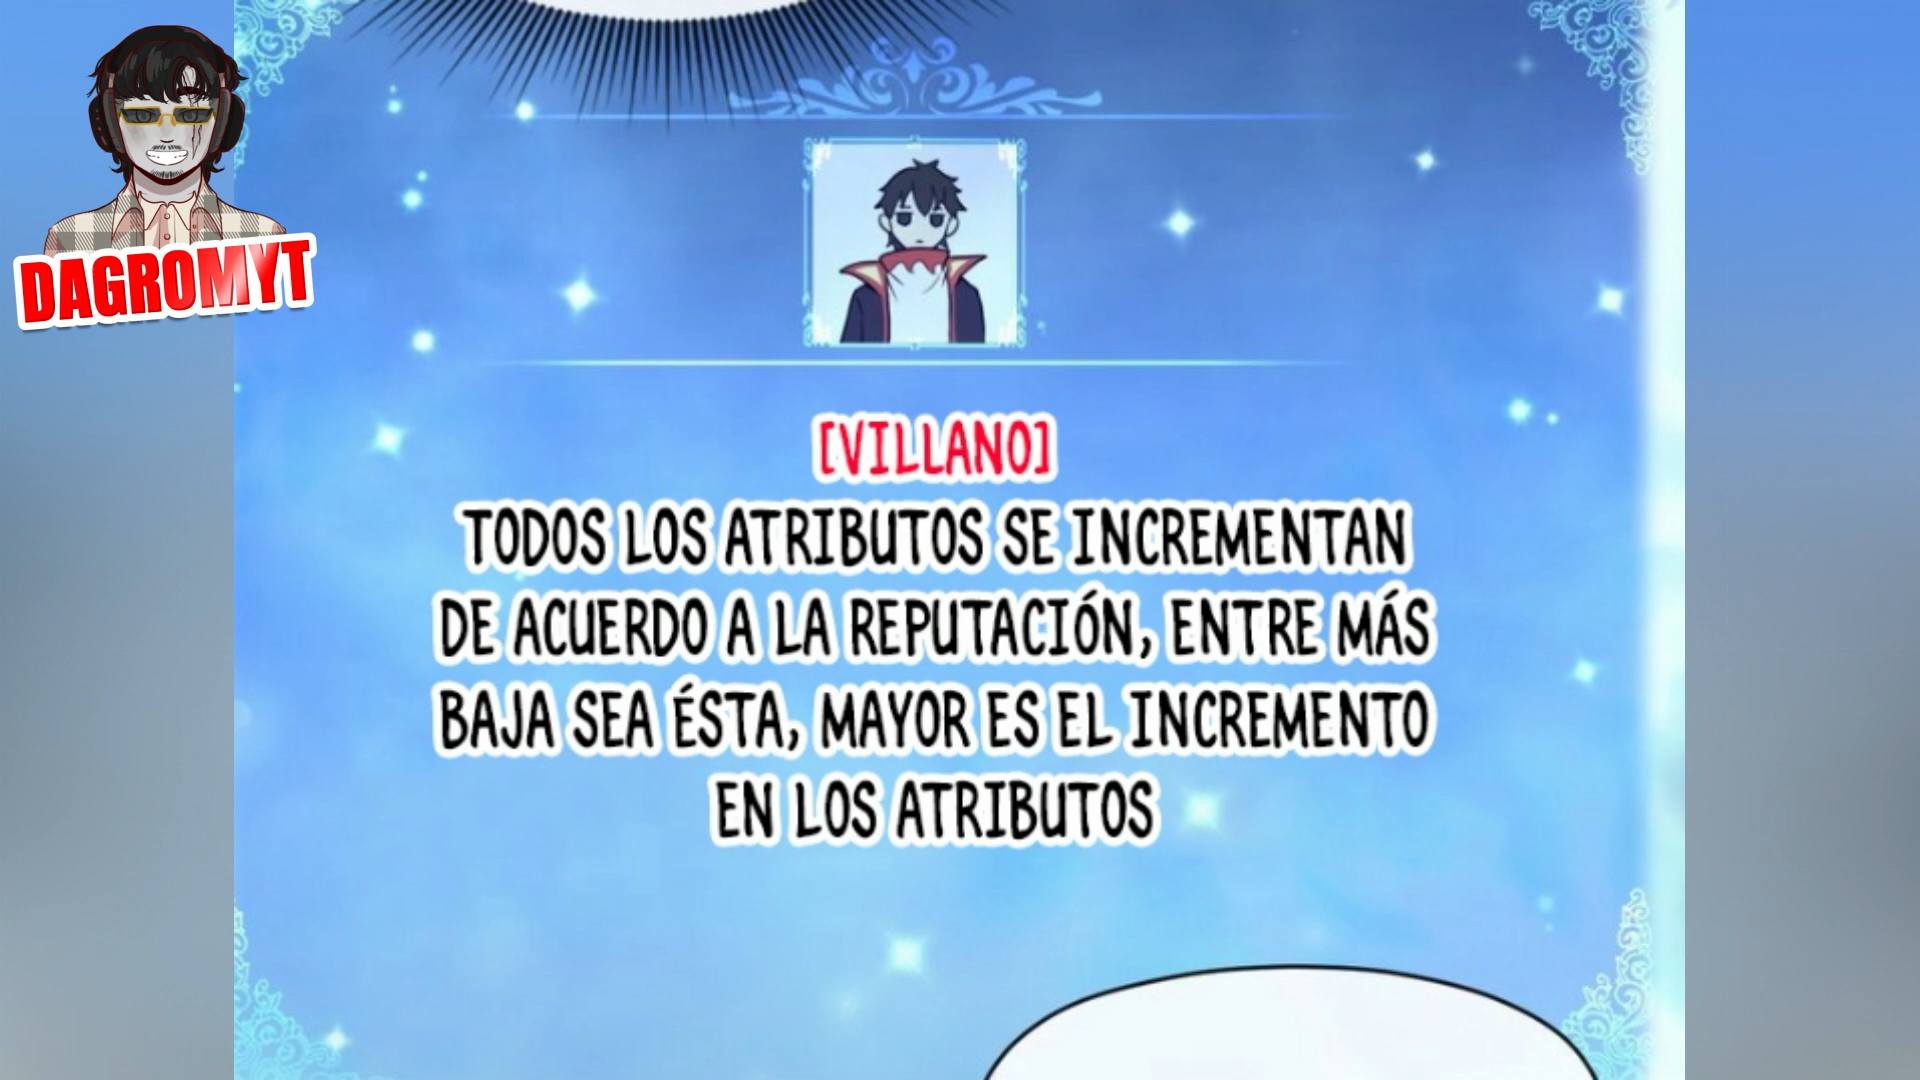 DAGROMYT
[VILLANO]
TODOS LOS ATRIBUTOS SE INCREMENTAN
DE ACUERDO A LA REPUTACIÓN, ENTRE MÁS
BAJA SEA ÉSTA, MAYOR ES EL INCREMENTO
EN LOS ATRIBUTOS